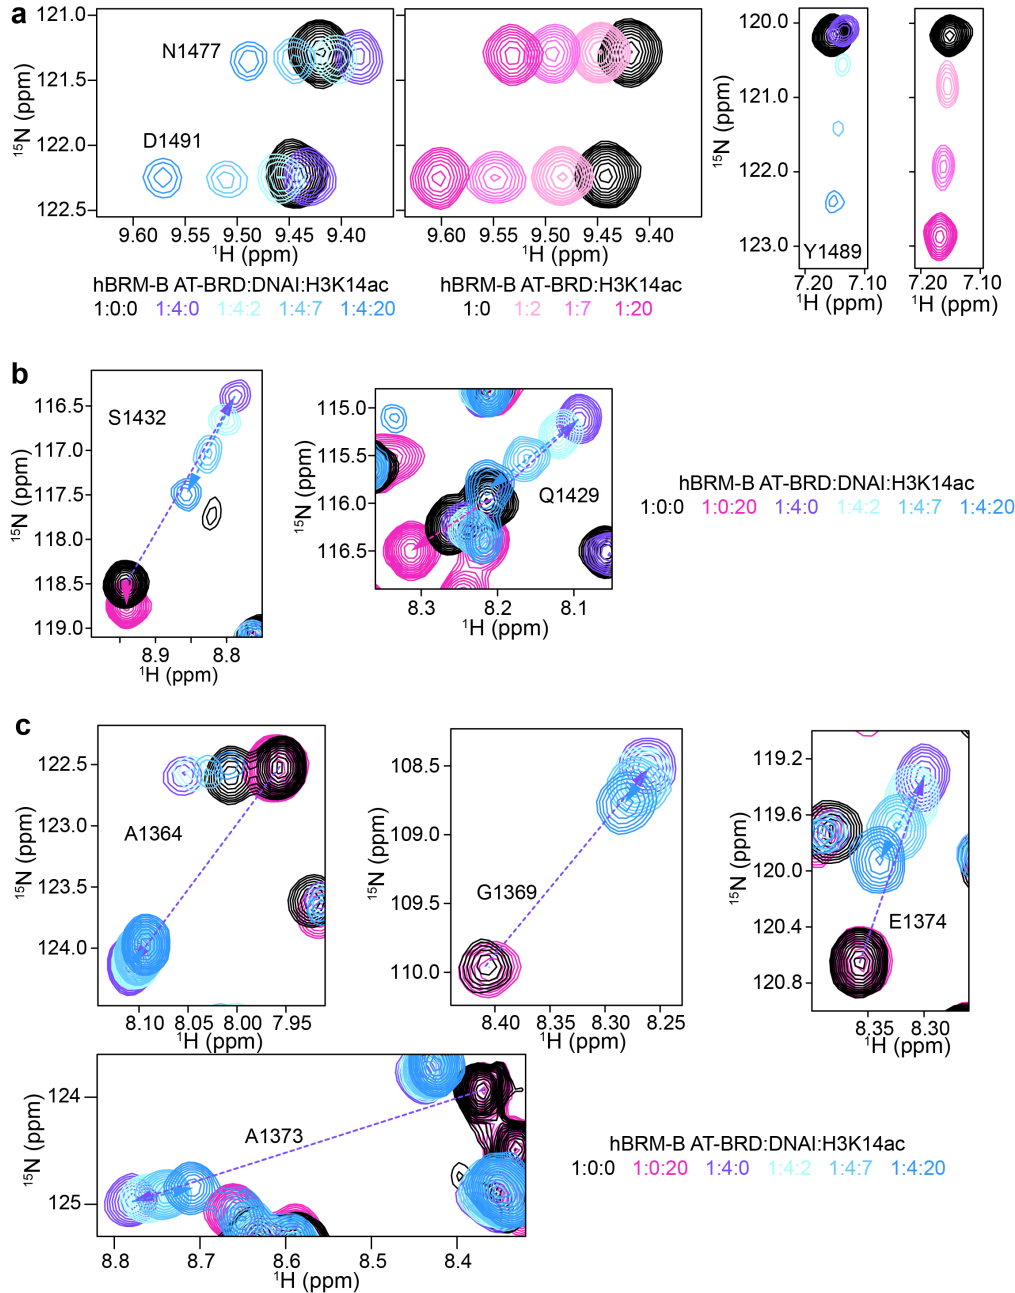 a
121.0
121.5
122.0
122.5
¹⁵N (ppm)
N1477
D1491
9.60 9.55 9.50 9.45 9.40
¹H (ppm)
hBRM-B AT-BRD:DNAI:H3K14ac
1:0:0 1:4:0 1:4:2 1:4:7 1:4:20
9.60 9.55 9.50 9.45 9.40
¹H (ppm)
hBRM-B AT-BRD:H3K14ac
1:0 1:2 1:7 1:20
120.0
121.0
122.0
123.0
¹⁵N (ppm)
Y1489
7.20 7.10
¹H (ppm)
7.20 7.10
¹H (ppm)
b
116.5
117.0
117.5
118.0
118.5
119.0
¹⁵N (ppm)
S1432
8.9 8.8
¹H (ppm)
115.0
115.5
116.0
116.5
¹⁵N (ppm)
Q1429
8.3 8.2 8.1
¹H (ppm)
hBRM-B AT-BRD:DNAI:H3K14ac
1:0:0 1:0:20 1:4:0 1:4:2 1:4:7 1:4:20
c
122.5
123.0
123.5
124.0
¹⁵N (ppm)
A1364
8.10 8.05 8.00 7.95
¹H (ppm)
108.5
109.0
109.5
110.0
¹⁵N (ppm)
G1369
8.40 8.35 8.30 8.25
¹H (ppm)
119.2
119.6
120.0
120.4
120.8
¹⁵N (ppm)
E1374
8.35 8.30
¹H (ppm)
124
125
¹⁵N (ppm)
A1373
8.8 8.7 8.6 8.5 8.4
¹H (ppm)
hBRM-B AT-BRD:DNAI:H3K14ac
1:0:0 1:0:20 1:4:0 1:4:2 1:4:7 1:4:20